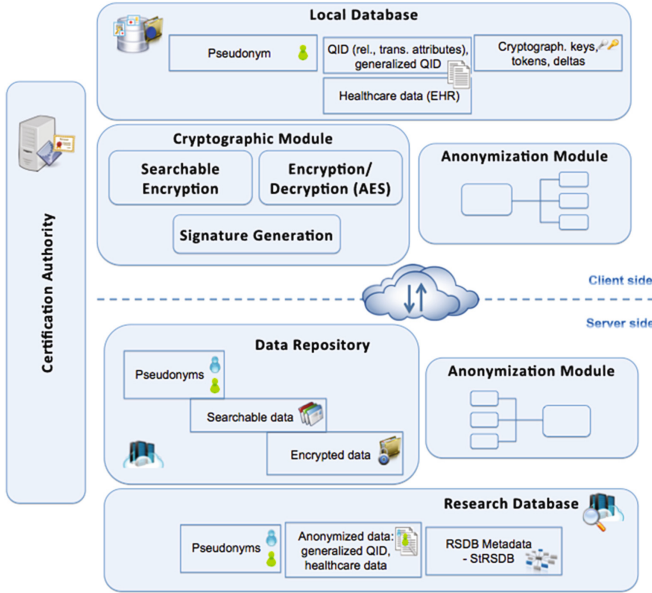 Local Database
Pseudonym
QID (rel., trans. attributes),
generalized QID
Cryptograph. keys,
tokens, deltas
Healthcare data (EHR)
Certification Authority
Cryptographic Module
Searchable
Encryption
Encryption/
Decryption (AES)
Signature Generation
Anonymization Module
Client side
Server side
Data Repository
Pseudonyms
Searchable data
Encrypted data
Anonymization Module
Research Database
Pseudonyms
Anonymized data:
generalized QID,
healthcare data
RSDB Metadata
- StRSDB